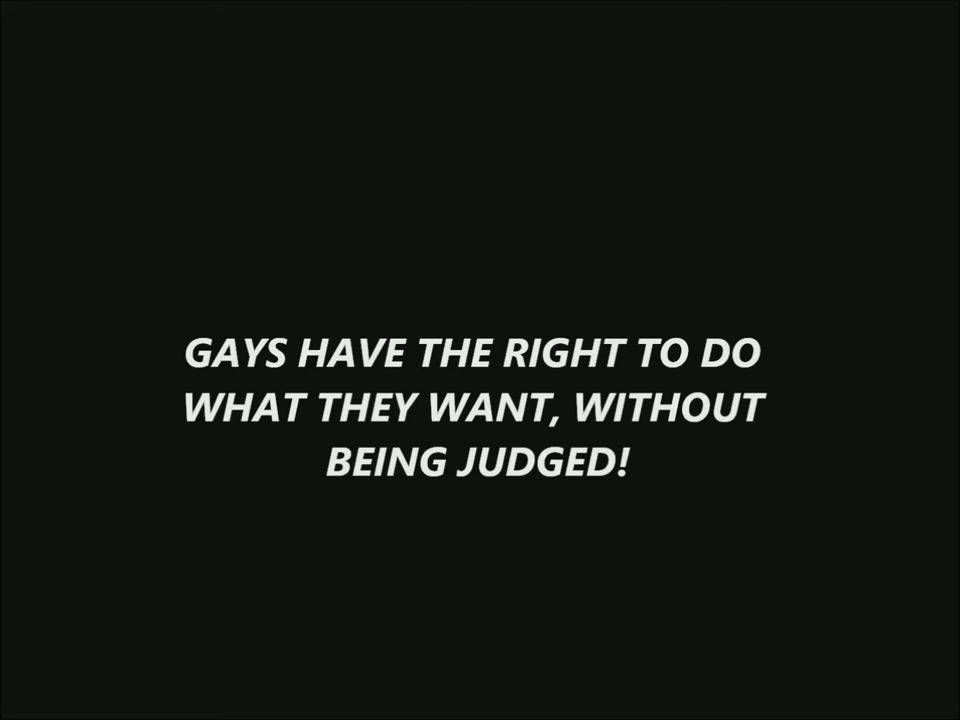 GAYS HAVE THE RIGHT TO DO
WHAT THEY WANT, WITHOUT
BEING JUDGED!